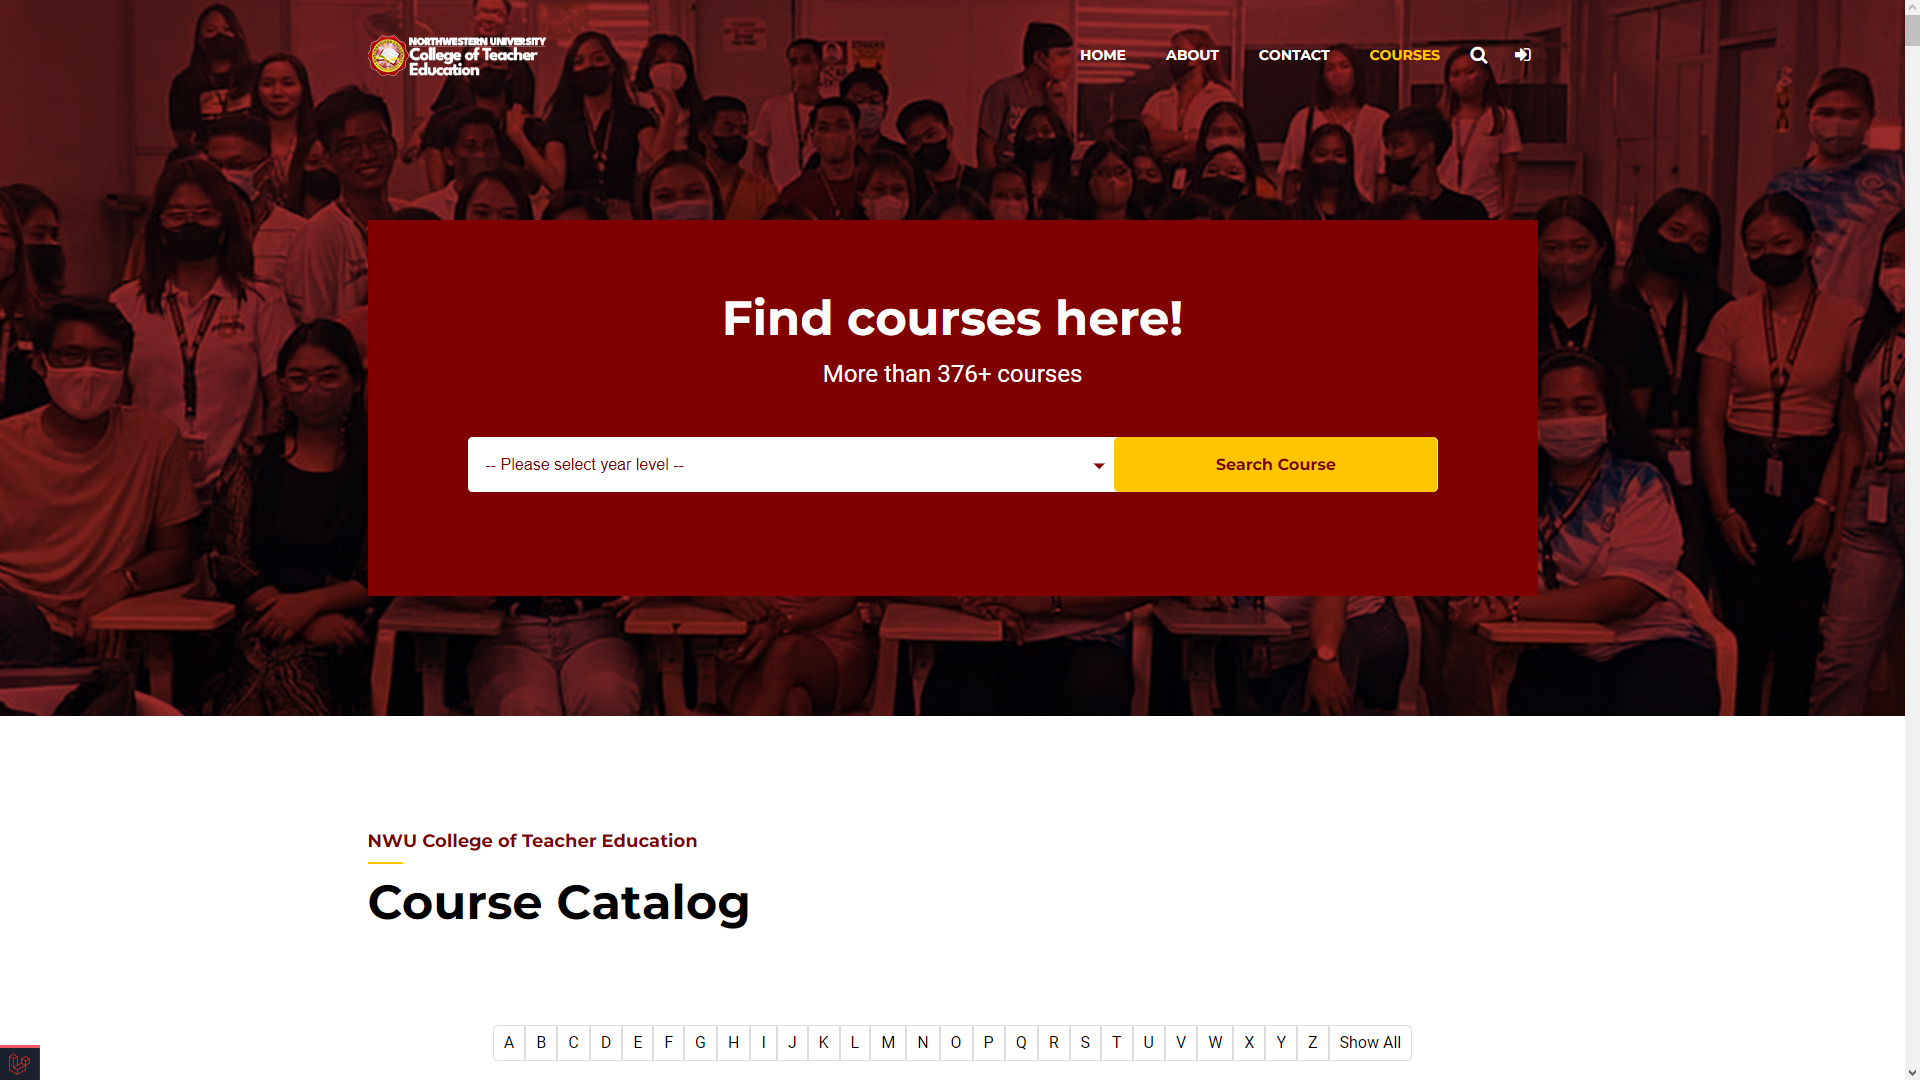 NORTHWESTERN UNIVERSITY
College of Teacher
Education
HOME ABOUT CONTACT COURSES
Find courses here!
More than 376+ courses
-- Please select year level --
Search Course
NWU College of Teacher Education
Course Catalog
A B C D E F G H I J K L M N O P Q R S T U V W X Y Z Show All